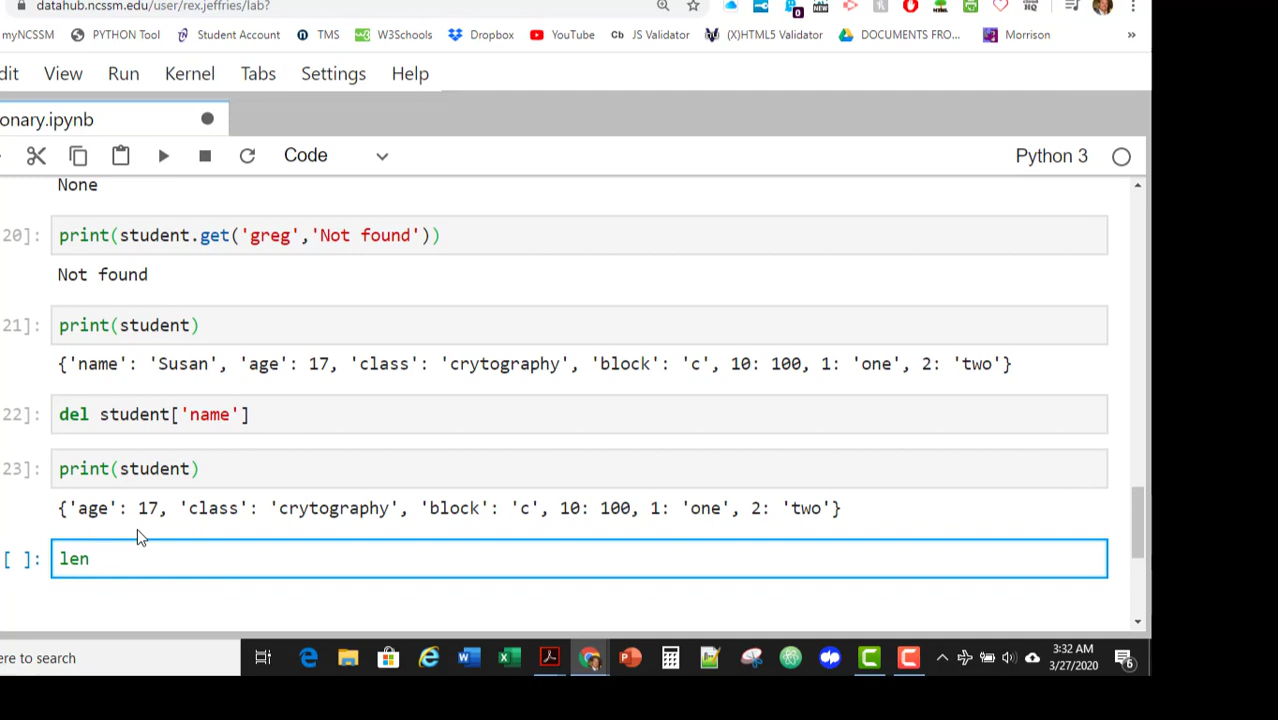 datahub.ncssm.edu/user/rex.jeffries/lab?
myNCSSM PYTHON Tool Student Account TMS W3Schools Dropbox YouTube Cb JS Validator (X)HTML5 Validator DOCUMENTS FRO... Morrison »
dit View Run Kernel Tabs Settings Help
onary.ipynb
Code Python 3
None
20]: print(student.get('greg','Not found'))
Not found
21]: print(student)
{'name': 'Susan', 'age': 17, 'class': 'crytography', 'block': 'c', 10: 100, 1: 'one', 2: 'two'}
22]: del student['name']
23]: print(student)
{'age': 17, 'class': 'crytography', 'block': 'c', 10: 100, 1: 'one', 2: 'two'}
[ ]: len
ere to search
3:32 AM
3/27/2020
6